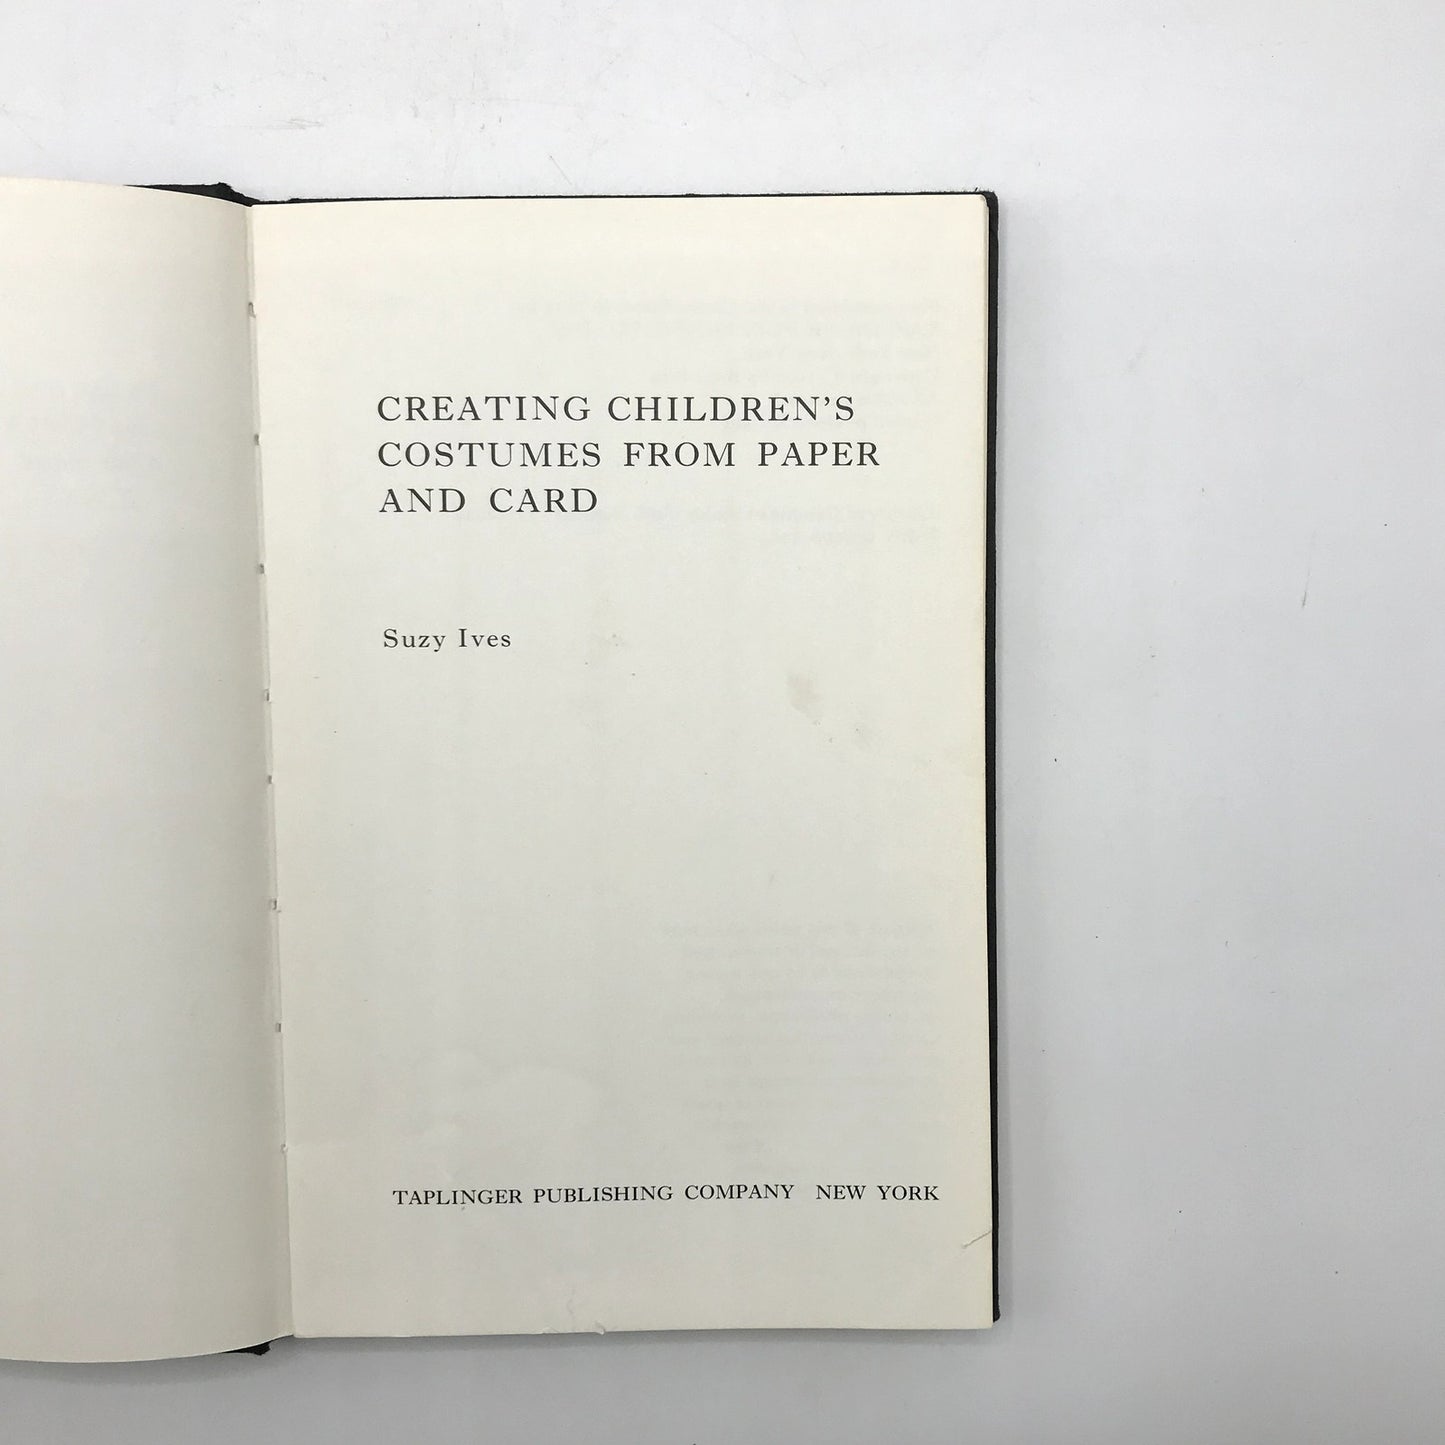 CREATING CHILDREN’S
COSTUMES FROM PAPER
AND CARD
Suzy Ives
TAPLINGER PUBLISHING COMPANY NEW YORK